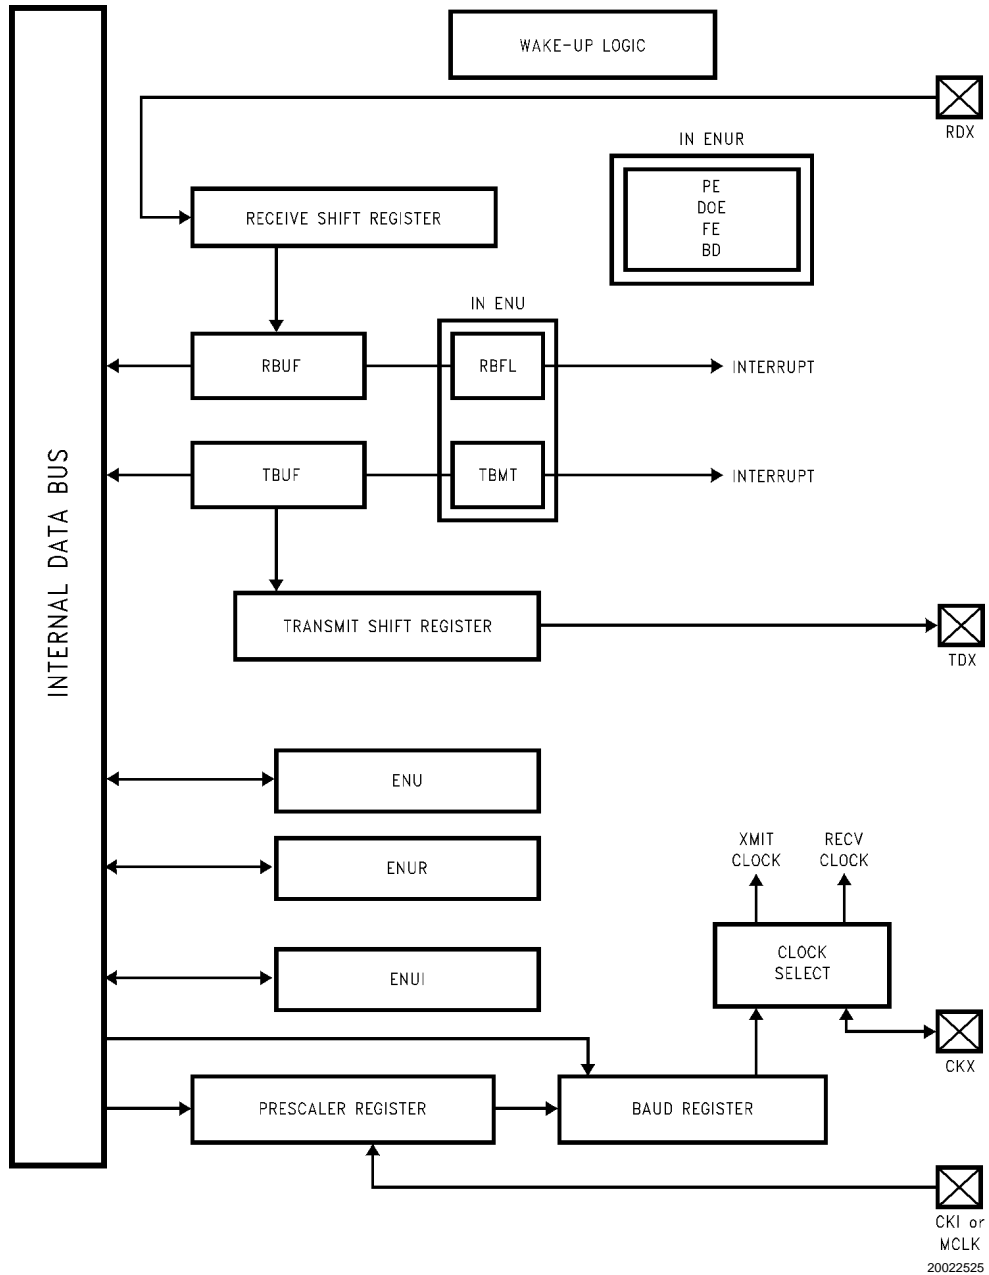 WAKE-UP LOGIC
RDX
IN ENUR
PE
DOE
FE
BD
RECEIVE SHIFT REGISTER
IN ENU
RBUF
RBFL
INTERRUPT
TBUF
TBMT
INTERRUPT
INTERNAL DATA BUS
TRANSMIT SHIFT REGISTER
TDX
ENU
ENUR
XMIT
CLOCK
RECV
CLOCK
ENUI
CLOCK
SELECT
CKX
PRESCALER REGISTER
BAUD REGISTER
CKI or
MCLK
20022525